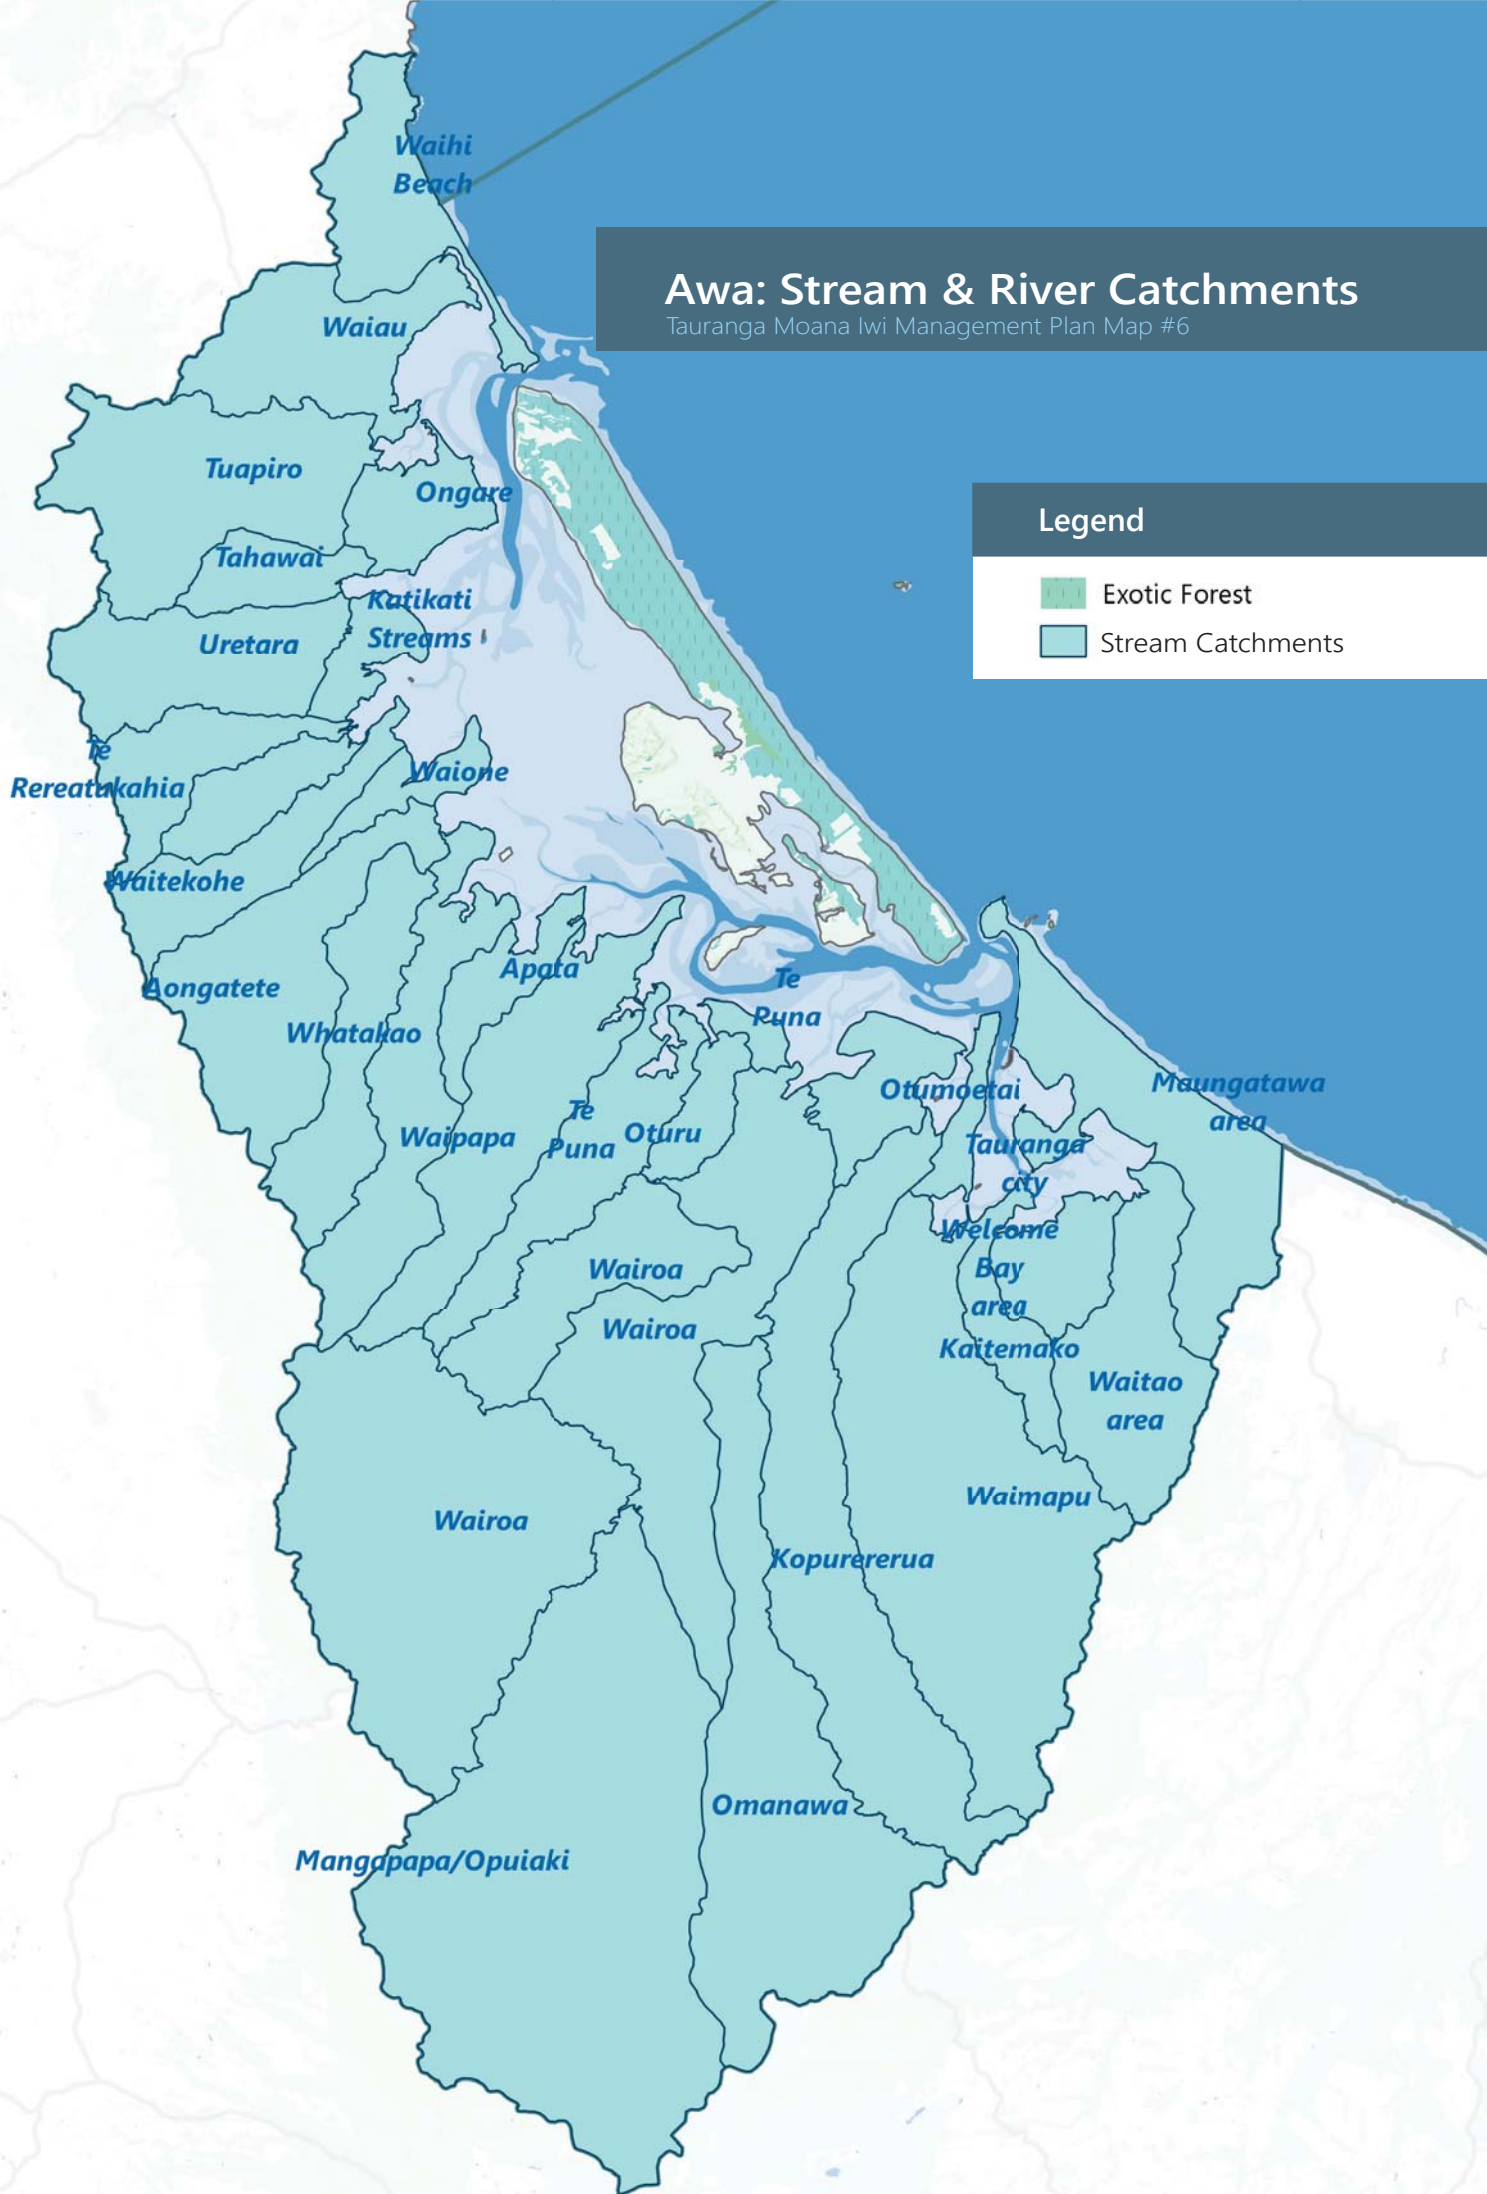 Waihi
Beach
Awa: Stream & River Catchments
Tauranga Moana Iwi Management Plan Map #6
Waiau
Tuapiro
Ongare
Legend
Exotic Forest
Stream Catchments
Tahawai
Katikati
Streams
Uretara
Te
Rereatukahia
Waione
Waitekohe
Apata
Te
Puna
Aongatete
Whatakao
Otumoetai
Maungatawa
area
Waipapa
Te
Puna
Oturu
Tauranga
city
Welcome
Bay
area
Wairoa
Wairoa
Kaitemako
Waitao
area
Waimapu
Wairoa
Kopurererua
Omanawa
Mangapapa/Opuiaki